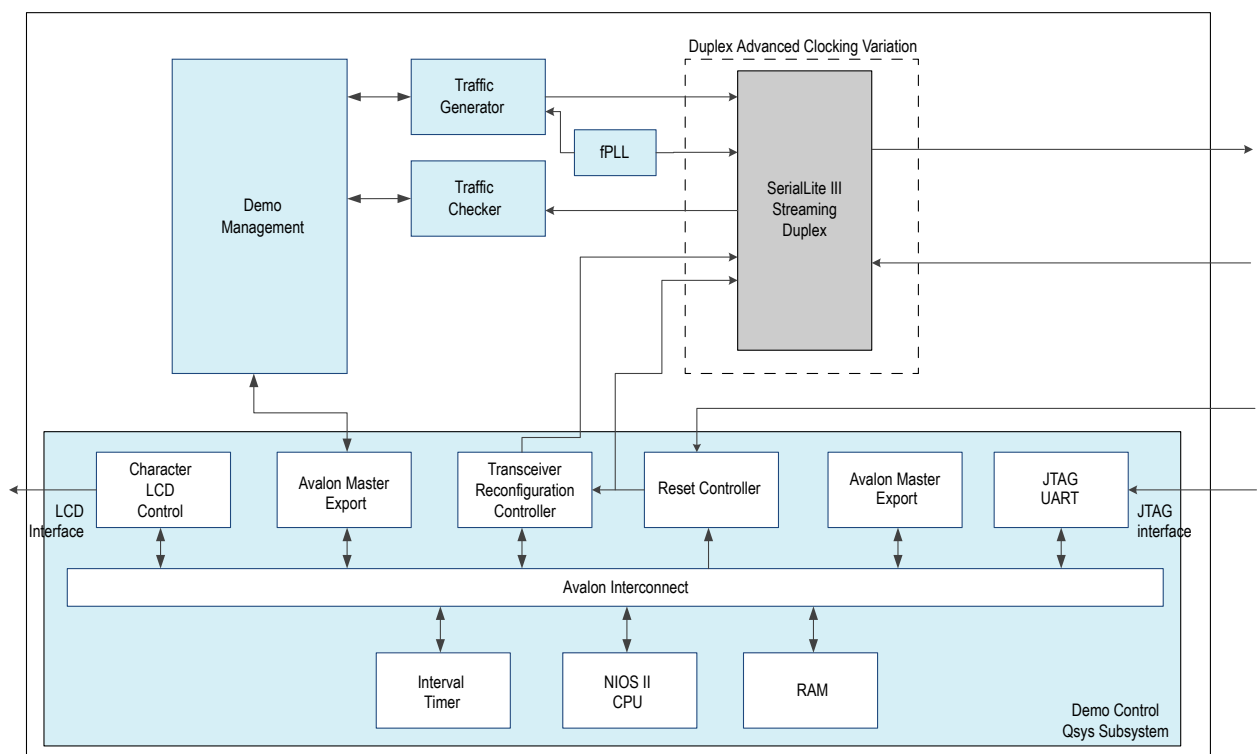 Duplex Advanced Clocking Variation
Traffic
Generator
fPLL
Demo
Management
Traffic
Checker
SerialLite III
Streaming
Duplex
Character
LCD
Control
Avalon Master
Export
Transceiver
Reconfiguration
Controller
Reset Controller
Avalon Master
Export
JTAG
UART
LCD
Interface
JTAG
interface
Avalon Interconnect
Interval
Timer
NIOS II
CPU
RAM
Demo Control
Qsys Subsystem